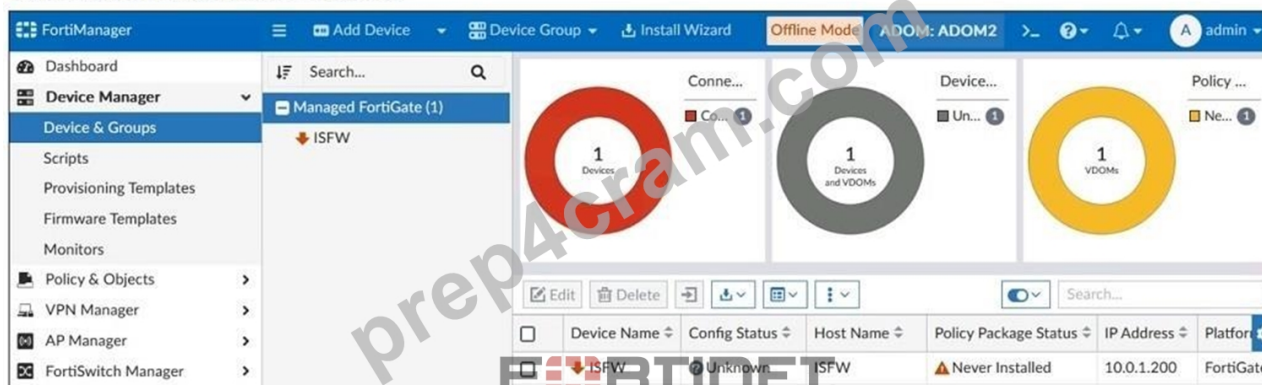 FortiManager
Add Device
Device Group
Install Wizard
Offline Mode
ADOM: ADOM2
A
admin
Dashboard
Device Manager
Device & Groups
Scripts
Provisioning Templates
Firmware Templates
Monitors
Policy & Objects
VPN Manager
AP Manager
FortiSwitch Manager
Search...
Managed FortiGate (1)
ISFW
Conne...
Co... 1
1
Devices
Device...
Un... 1
1
Devices
and VDOMs
Policy ...
Ne... 1
1
VDOMs
Edit
Delete
Search...
Device Name
Config Status
Host Name
Policy Package Status
IP Address
Platfor
ISFW
Unknown
ISFW
Never Installed
10.0.1.200
FortiGat
prep4cram.com